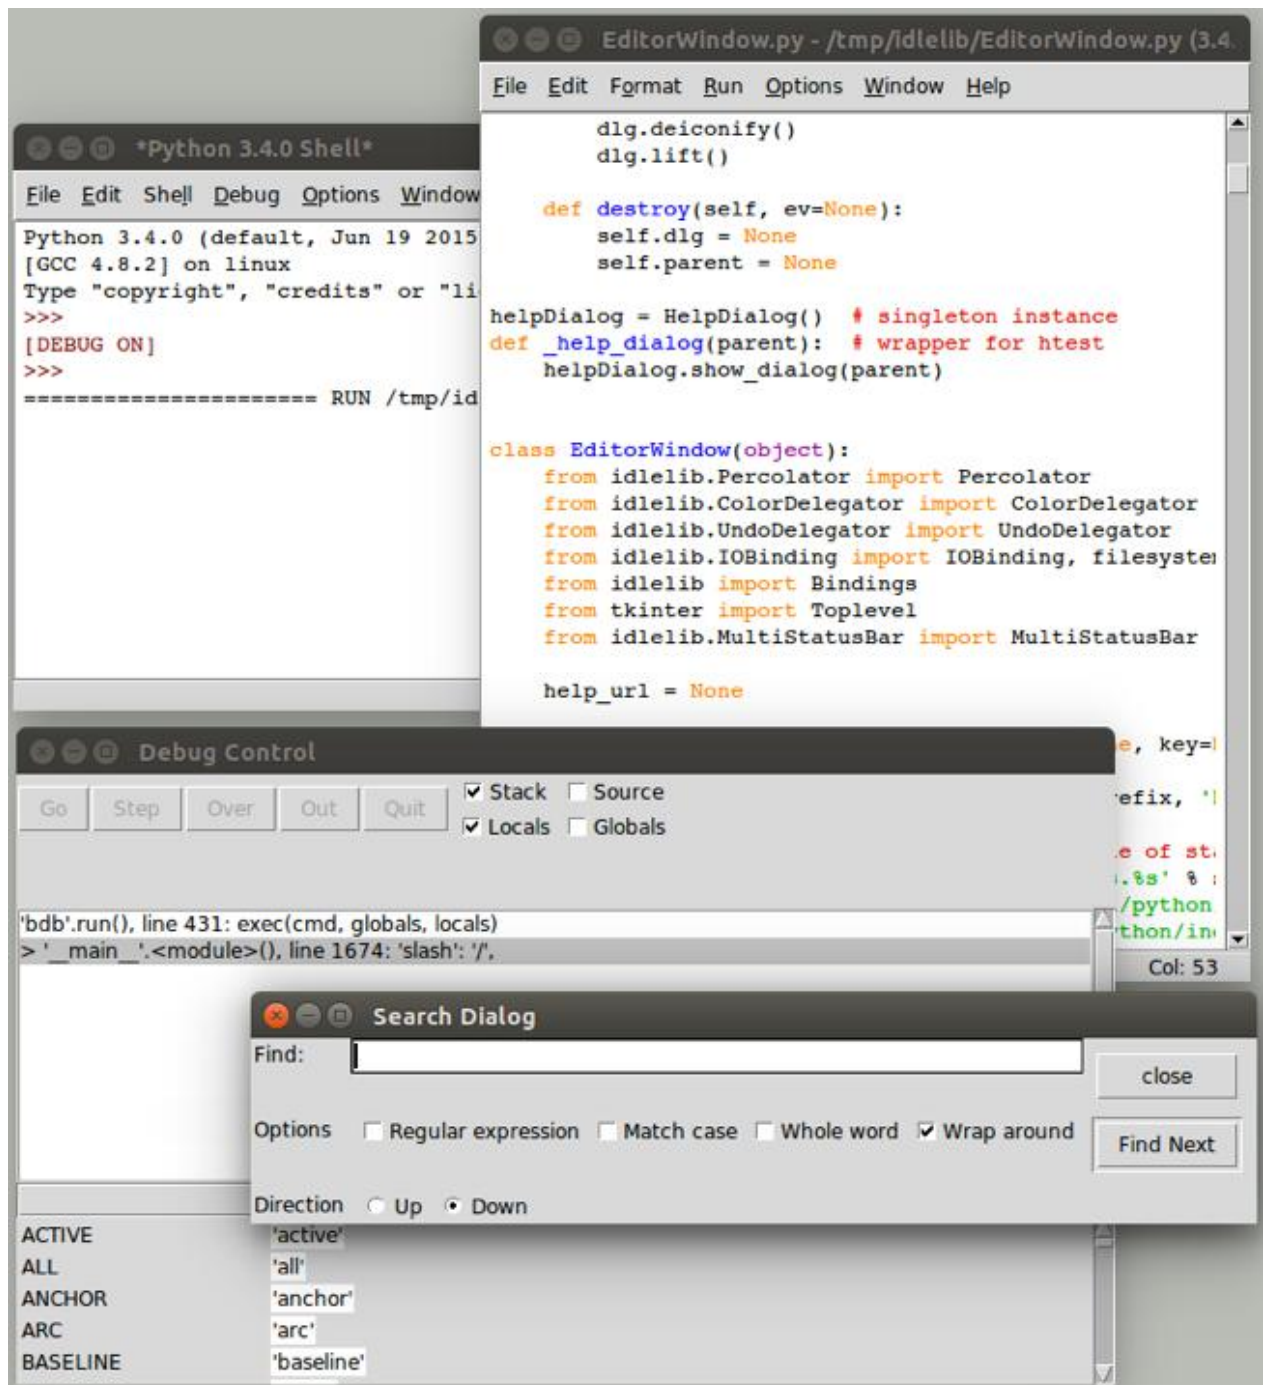 EditorWindow.py - /tmp/idlelib/EditorWindow.py (3.4.
File Edit Format Run Options Window Help
dlg.deiconify()
dlg.lift()
def destroy(self, ev=None):
self.dlg = None
self.parent = None
helpDialog = HelpDialog()  # singleton instance
def _help_dialog(parent):  # wrapper for htest
helpDialog.show_dialog(parent)
class EditorWindow(object):
from idlelib.Percolator import Percolator
from idlelib.ColorDelegator import ColorDelegator
from idlelib.UndoDelegator import UndoDelegator
from idlelib.IOBinding import IOBinding, filesystem
from idlelib import Bindings
from tkinter import Toplevel
from idlelib.MultiStatusBar import MultiStatusBar
help_url = None
e, key=
efix, '
e of st
.%s' %
/python
thon/in
Col: 53
*Python 3.4.0 Shell*
File Edit Shell Debug Options Window
Python 3.4.0 (default, Jun 19 2015
[GCC 4.8.2] on linux
Type "copyright", "credits" or "li
>>>
[DEBUG ON]
>>>
====================== RUN /tmp/id
Debug Control
Go Step Over Out Quit
Stack Source
Locals Globals
'bdb'.run(), line 431: exec(cmd, globals, locals)
> '__main__'.<module>(), line 1674: 'slash': '/',
Search Dialog
Find:
close
Options Regular expression Match case Whole word Wrap around
Find Next
Direction Up Down
ACTIVE 'active'
ALL 'all'
ANCHOR 'anchor'
ARC 'arc'
BASELINE 'baseline'